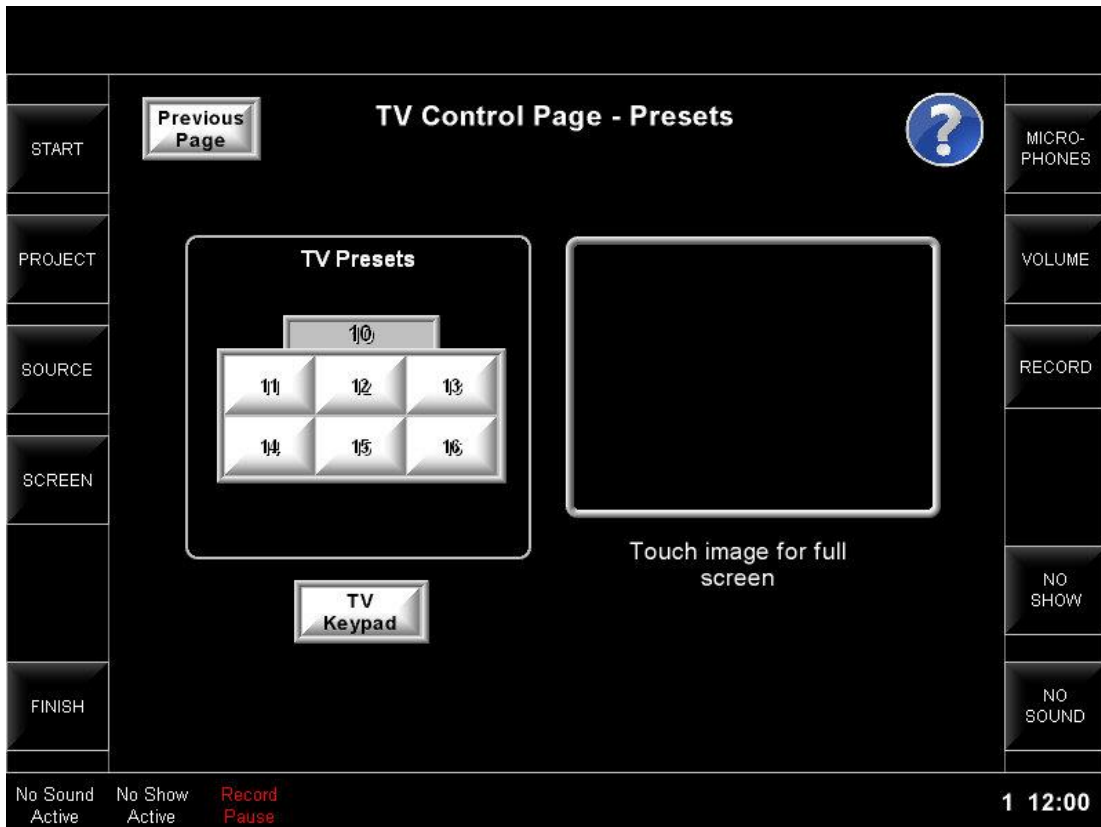 Previous
Page
TV Control Page - Presets
?
START
PROJECT
SOURCE
SCREEN
FINISH
TV Presets
10
11 12 13
14 15 16
TV
Keypad
Touch image for full
screen
MICRO-
PHONES
VOLUME
RECORD
NO
SHOW
NO
SOUND
No Sound
Active
No Show
Active
Record
Pause
1 12:00